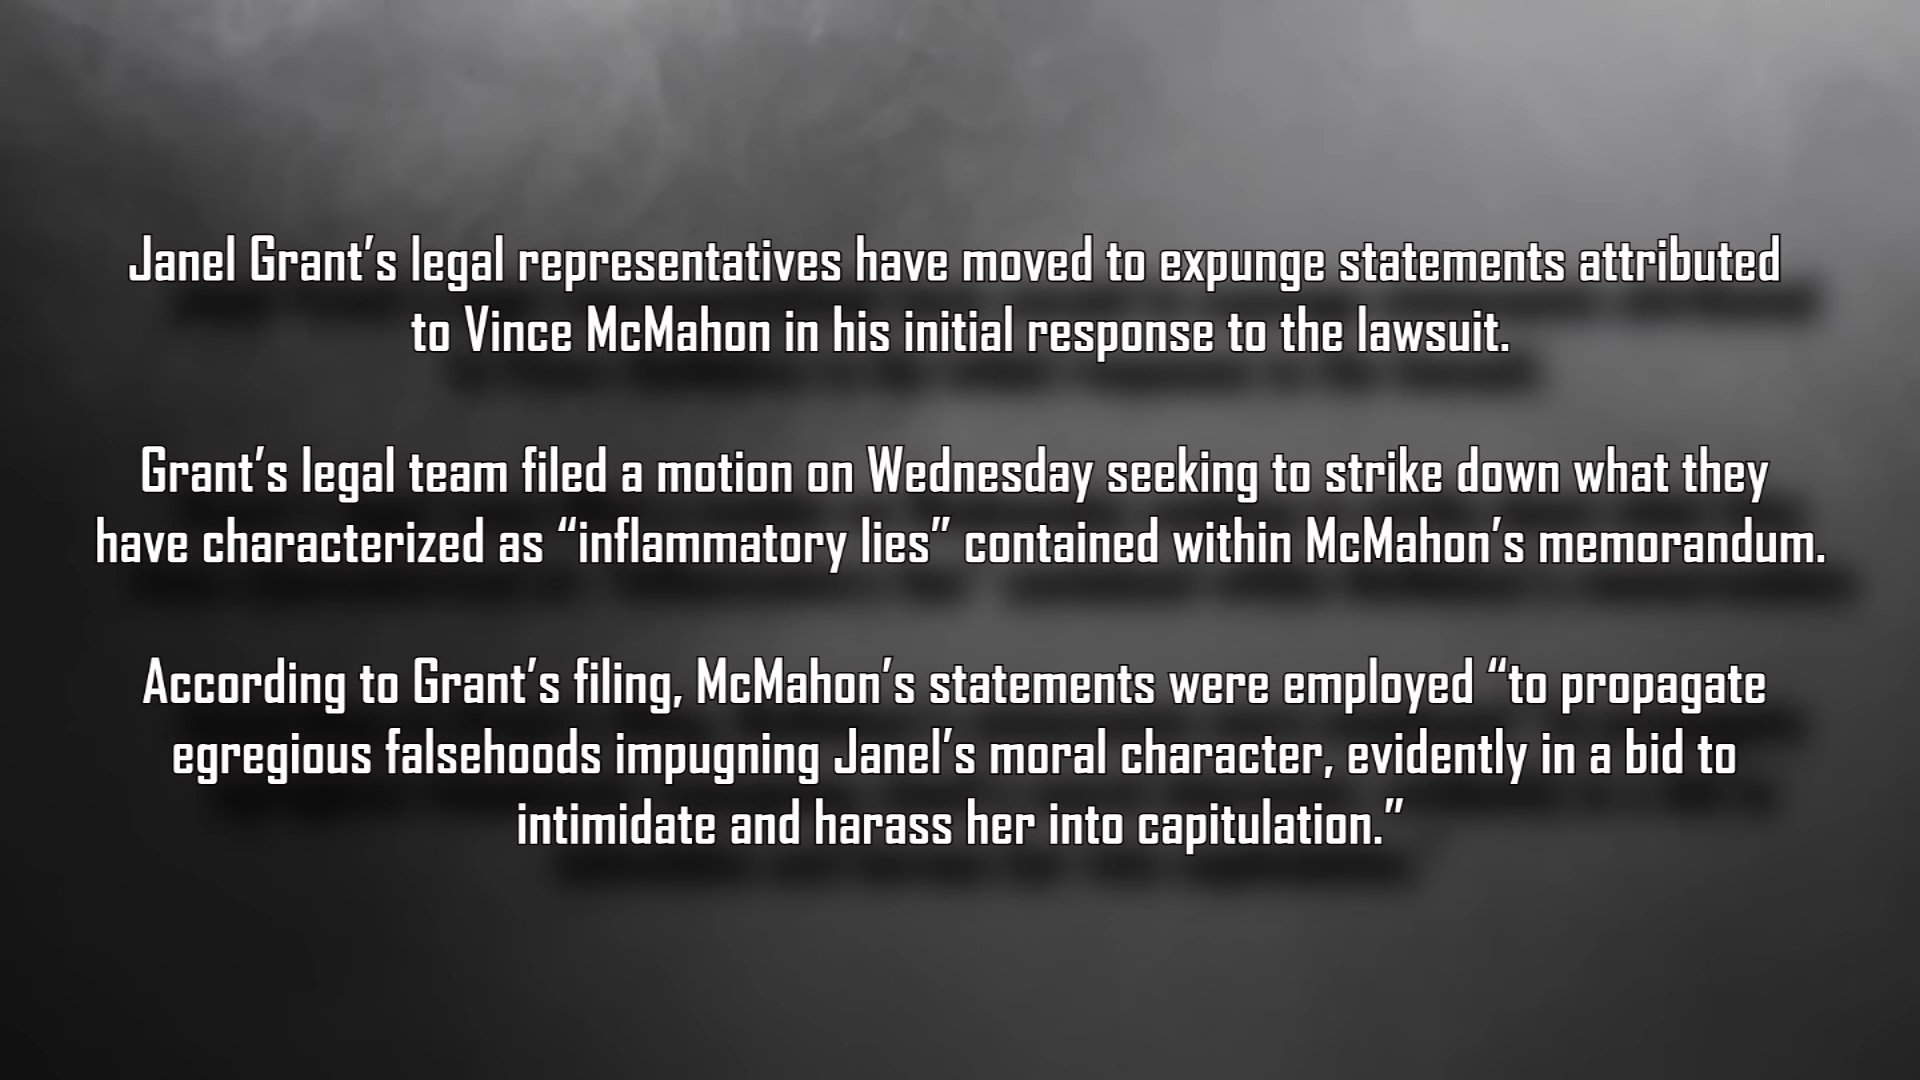 Janel Grant’s legal representatives have moved to expunge statements attributed
to Vince McMahon in his initial response to the lawsuit.
Grant’s legal team filed a motion on Wednesday seeking to strike down what they
have characterized as “inflammatory lies” contained within McMahon’s memorandum.
According to Grant’s filing, McMahon’s statements were employed “to propagate
egregious falsehoods impugning Janel’s moral character, evidently in a bid to
intimidate and harass her into capitulation.”